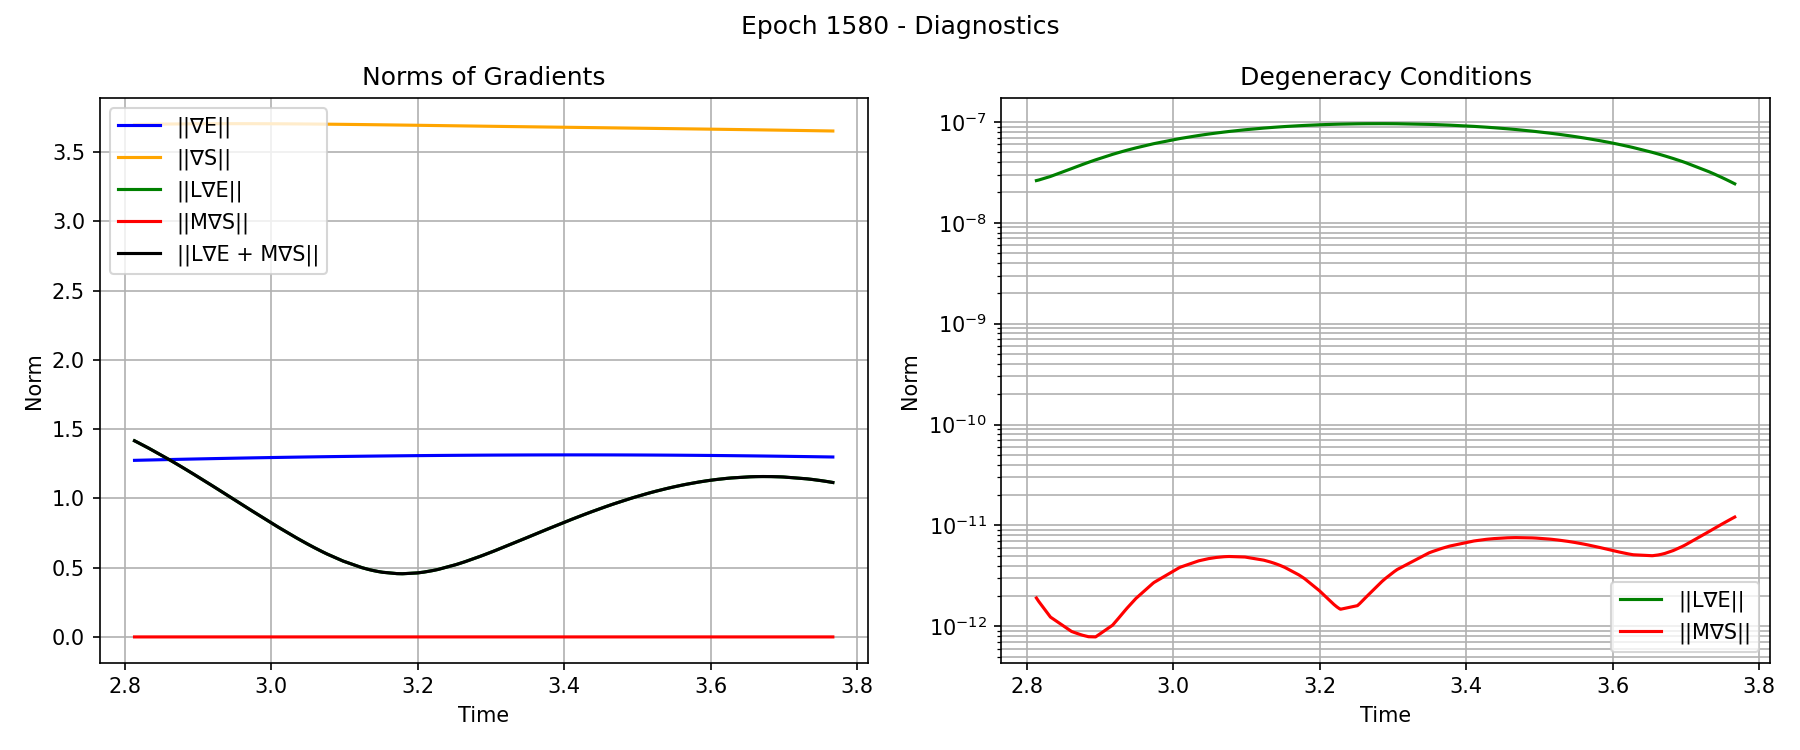 Epoch 1580 - Diagnostics
Norms of Gradients
||∇E||
||∇S||
||L∇E||
||M∇S||
||L∇E + M∇S||
3.5
3.0
2.5
2.0
1.5
1.0
0.5
0.0
Norm
2.8 3.0 3.2 3.4 3.6 3.8
Time
Degeneracy Conditions
10⁻⁷
10⁻⁸
10⁻⁹
10⁻¹⁰
10⁻¹¹
10⁻¹²
Norm
||L∇E||
||M∇S||
2.8 3.0 3.2 3.4 3.6 3.8
Time